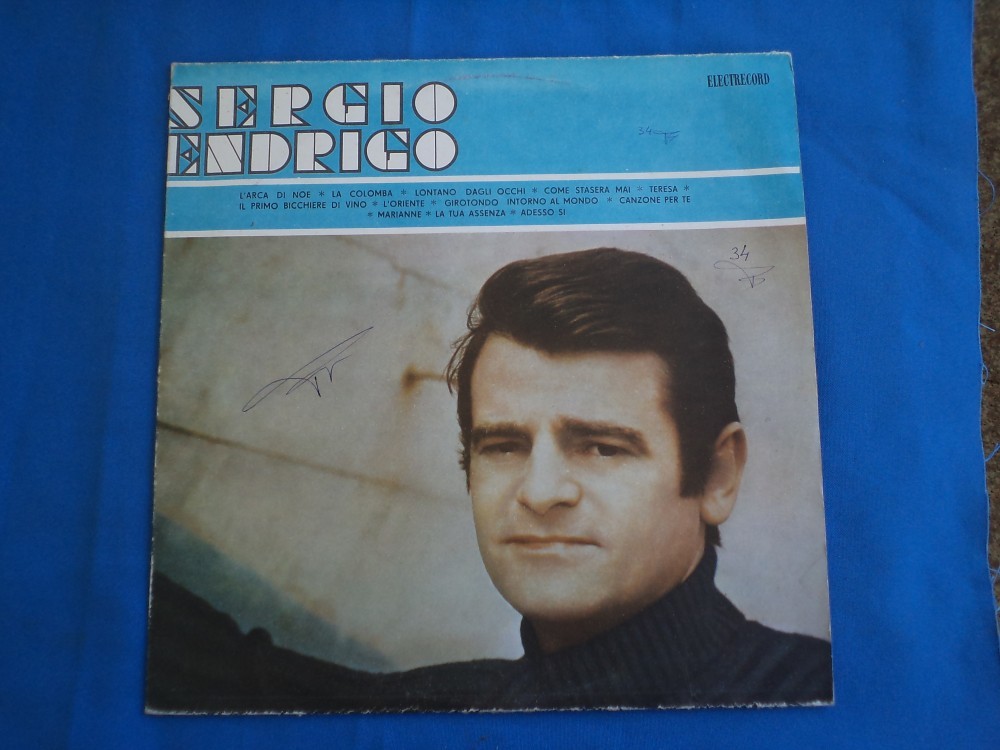 SERGIO
ENDRIGO
ELECTRECORD
34
L'ARCA DI NOE * LA COLOMBA * LONTANO DAGLI OCCHI * COME STASERA MAI * TERESA *
IL PRIMO BICCHIERE DI VINO * L'ORIENTE * GIROTONDO INTORNO AL MONDO * CANZONE PER TE
* MARIANNE * LA TUA ASSENZA * ADESSO SI
34